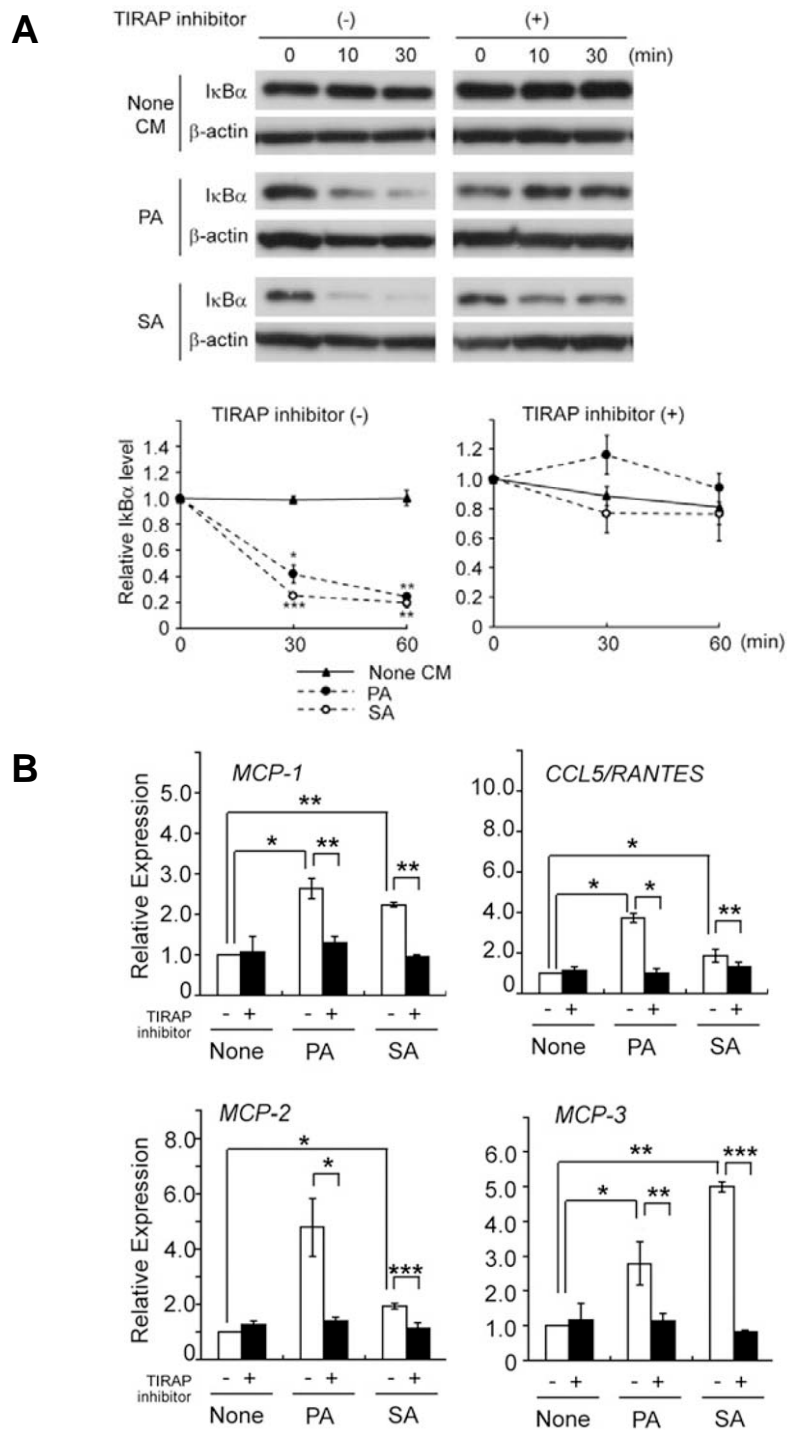 A
TIRAP inhibitor (-) (+)
0 10 30 0 10 30 (min)
None CM
IκBα
β-actin
PA
IκBα
β-actin
SA
IκBα
β-actin
TIRAP inhibitor (-)
TIRAP inhibitor (+)
Relative IκBα level
1.4
1.2
1.0
0.8
0.6
0.4
0.2
0
* *** ** **
0 30 60
1.2
1.0
0.8
0.6
0.4
0.2
0
0 30 60 (min)
None CM
PA
SA
B
MCP-1
Relative Expression
5.0
4.0
3.0
2.0
1.0
0
** * ** **
TIRAP inhibitor - + - + - +
None PA SA
CCL5/RANTES
10.0
8.0
6.0
4.0
2.0
0
* * * **
- + - + - +
None PA SA
MCP-2
Relative Expression
8.0
6.0
4.0
2.0
0
* * ***
TIRAP inhibitor - + - + - +
None PA SA
MCP-3
6.0
5.0
4.0
3.0
2.0
1.0
0
** *** * **
- + - + - +
None PA SA